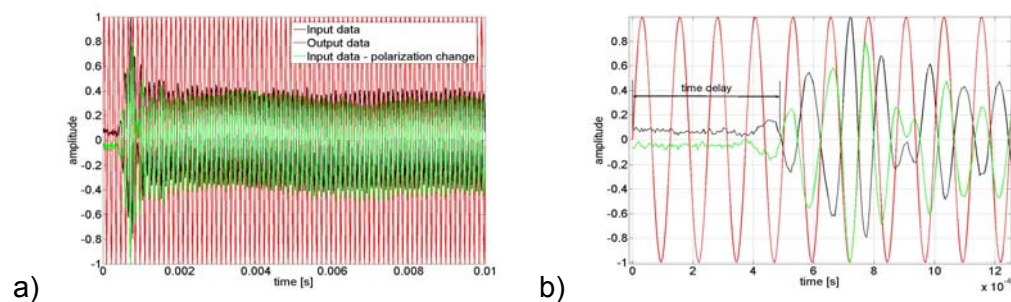 Input data
Output data
Input data - polarization change
1
0.8
0.6
0.4
0.2
0
-0.2
-0.4
-0.6
-0.8
-1
amplitude
0 0.002 0.004 0.006 0.008 0.01
time [s]
a)
time delay
1
0.8
0.6
0.4
0.2
0
-0.2
-0.4
-0.6
-0.8
-1
amplitude
0 2 4 6 8 10 12
time [s]
b)